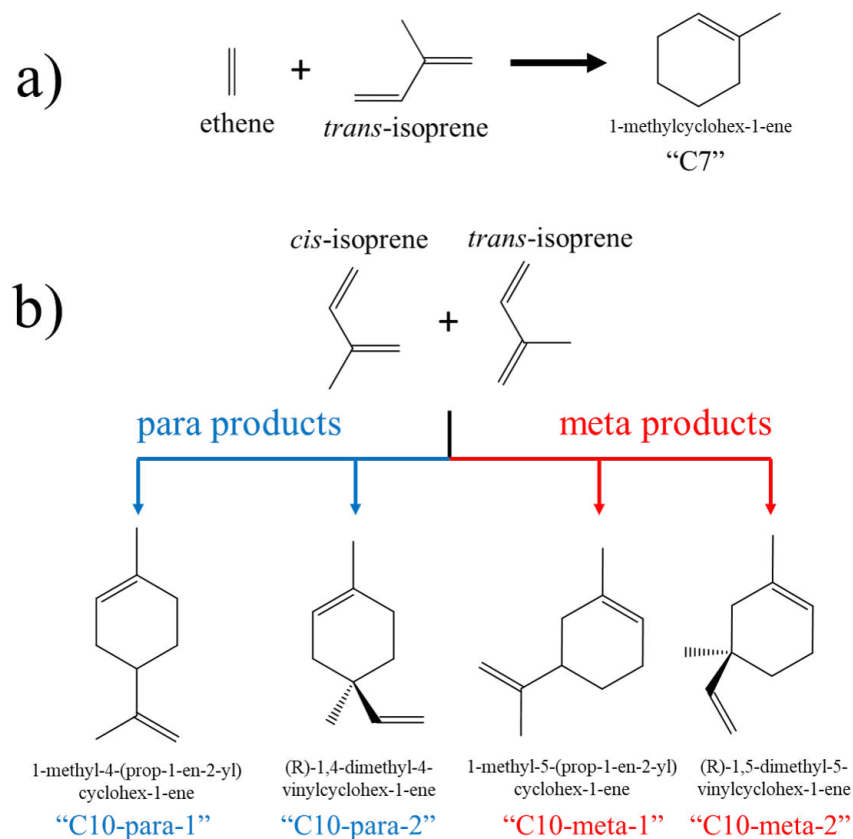 a)
+
ethene
trans-isoprene
1-methylcyclohex-1-ene
“C7”
b)
cis-isoprene
trans-isoprene
+
para products
meta products
1-methyl-4-(prop-1-en-2-yl)
cyclohex-1-ene
“C10-para-1”
(R)-1,4-dimethyl-4-
vinylcyclohex-1-ene
“C10-para-2”
1-methyl-5-(prop-1-en-2-yl)
cyclohex-1-ene
“C10-meta-1”
(R)-1,5-dimethyl-5-
vinylcyclohex-1-ene
“C10-meta-2”